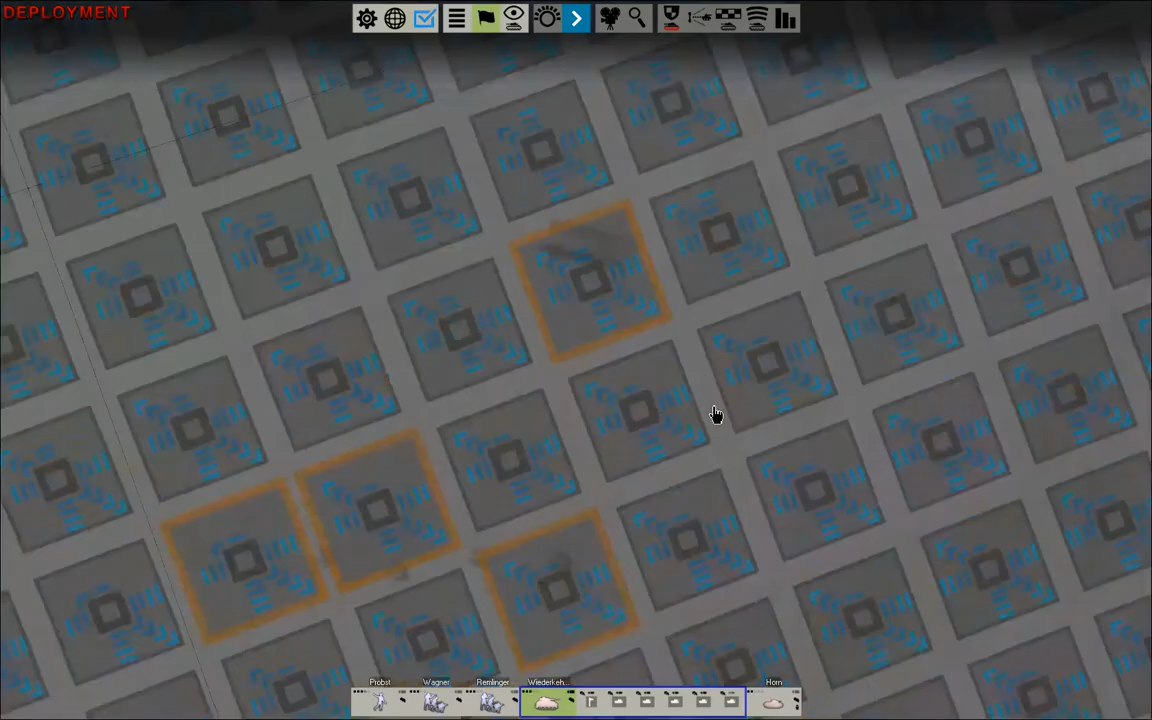 DEPLOYMENT
Probst
Wagner
Remlinger
Wiederkeh...
Horn